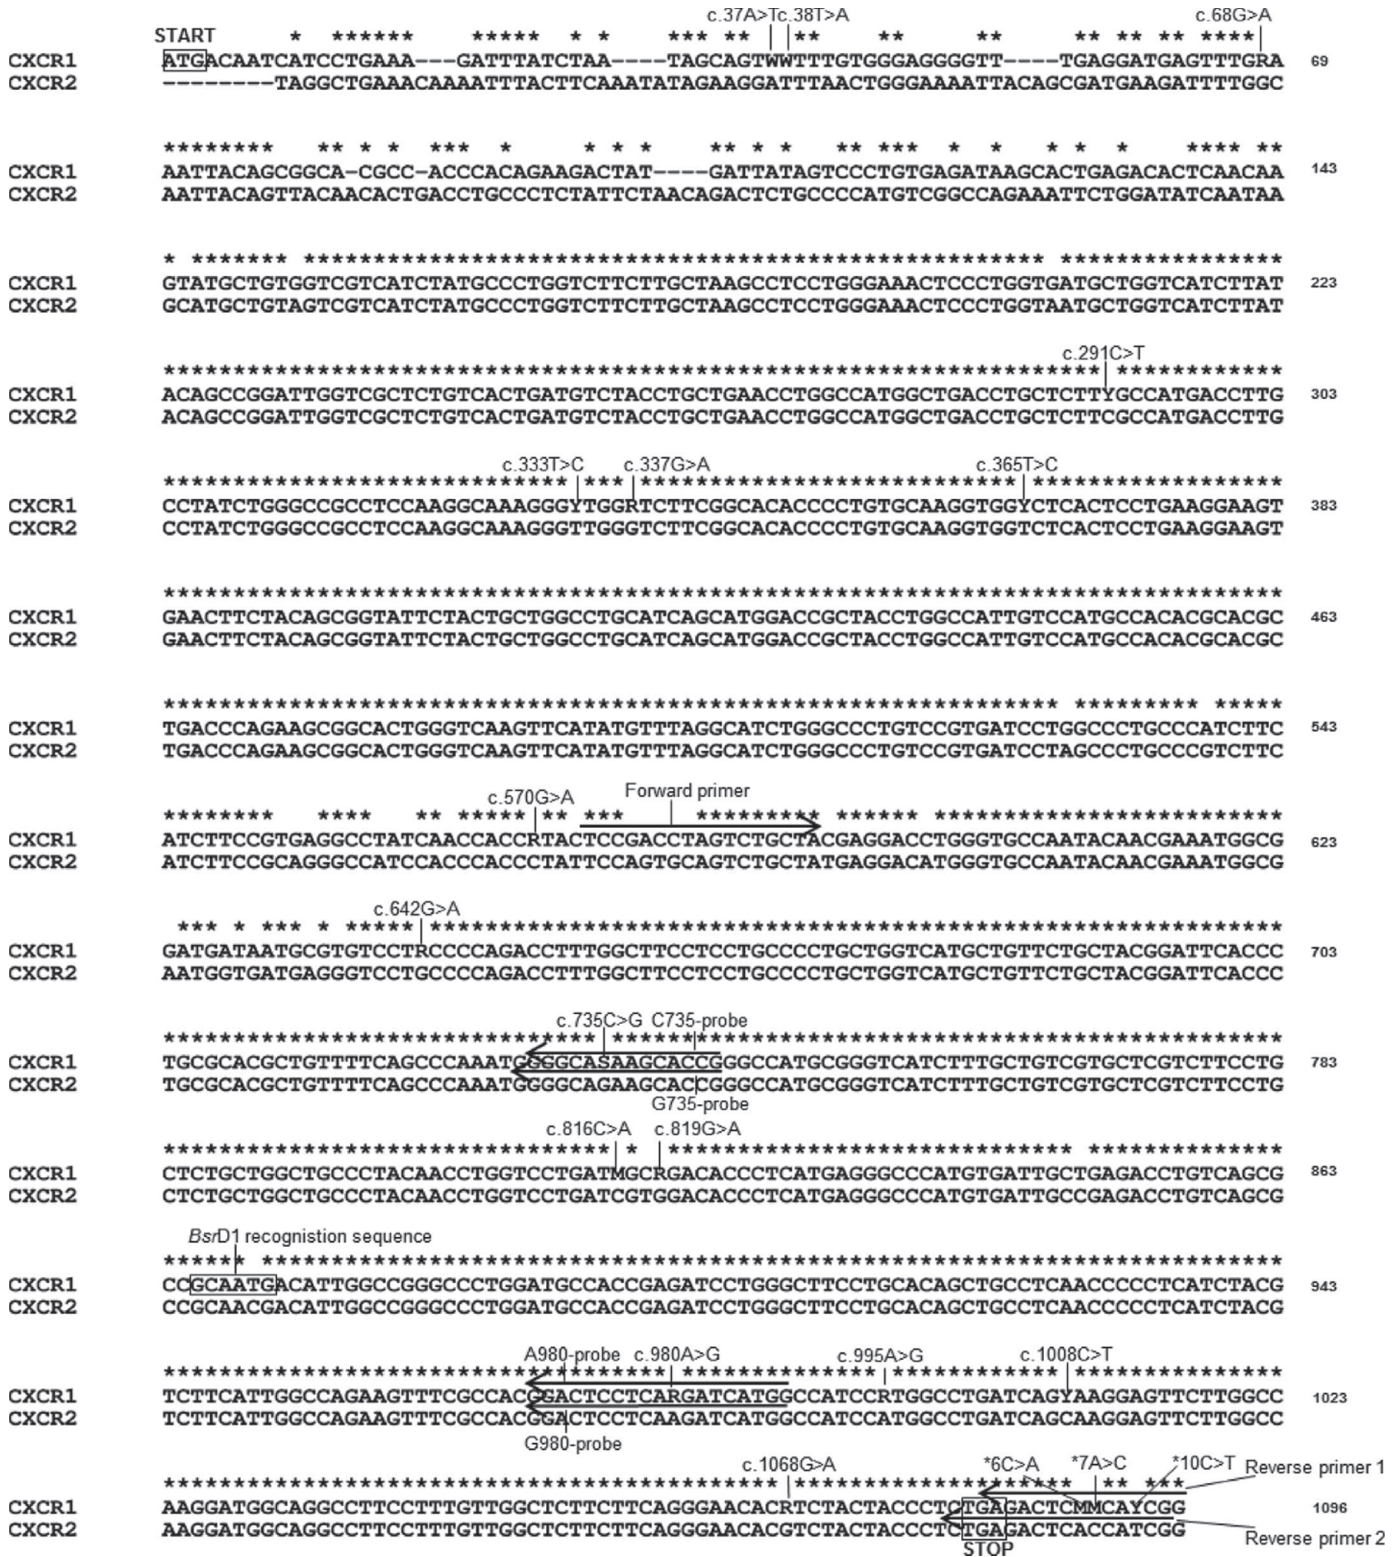 c.37A>T c.38T>A c.68G>A
START * ****** ***** * * *** ** ** ** ** ** ** ** ****
CXCR1 ATGACAATCATCCTGAAA---GATTTATCTAA----TAGCAGTWWTTTGTGGGAGGGGTT----TGAGGATGAGTTTGRA 69
CXCR2 --------TAGGCTGAAACAAAATTTACTTCAAATATAGAAGGATTTAACTGGGAAAATTACAGCGATGAAGATTTTGGC
******** ** * * *** * * * * ** * * ** *** * * * * * **** **
CXCR1 AATTACAGCGGCA-CGCC-ACCCACAGAAGACTAT----GATTATAGTCCCTGTGAGATAAGCACTGAGACACTCAACAA 143
CXCR2 AATTACAGTTACAACACTGACCTGCCCTCTATTCTAACAGACTCTGCCCCATGTCGGCCAGAAATTCTGGATATCAATAA
* ******* **************************************************** ****************
CXCR1 GTATGCTGTGGTCGTCATCTATGCCCTGGTCTTCTTGCTAAGCCTCCTGGGAAACTCCCTGGTGATGCTGGTCATCTTAT 223
CXCR2 GCATGCTGTAGTCGTCATCTATGCCCTGGTCTTCTTGCTAAGCCTCCTGGGAAACTCCCTGGTAATGCTGGTCATCTTAT
c.291C>T
******************************************************************* ************
CXCR1 ACAGCCGGATTGGTCGCTCTGTCACTGATGTCTACCTGCTGAACCTGGCCATGGCTGACCTGCTCTTYGCCATGACCTTG 303
CXCR2 ACAGCCGGATTGGTCGCTCTGTCACTGATGTCTACCTGCTGAACCTGGCCATGGCTGACCTGCTCTTCGCCATGACCTTG
c.333T>C c.337G>A c.365T>C
***************************** *** *************************** ******************
CXCR1 CCTATCTGGGCCGCCTCCAAGGCAAAGGGYTGGRTCTTCGGCACACCCCTGTGCAAGGTGGYCTCACTCCTGAAGGAAGT 383
CXCR2 CCTATCTGGGCCGCCTCCAAGGCAAAGGGTTGGGTCTTCGGCACACCCCTGTGCAAGGTGGTCTCACTCCTGAAGGAAGT
********************************************************************************
CXCR1 GAACTTCTACAGCGGTATTCTACTGCTGGCCTGCATCAGCATGGACCGCTACCTGGCCATTGTCCATGCCACACGCACGC 463
CXCR2 GAACTTCTACAGCGGTATTCTACTGCTGGCCTGCATCAGCATGGACCGCTACCTGGCCATTGTCCATGCCACACGCACGC
**************************************************************** ********* *****
CXCR1 TGACCCAGAAGCGGCACTGGGTCAAGTTCATATGTTTAGGCATCTGGGCCCTGTCCGTGATCCTGGCCCTGCCCATCTTC 543
CXCR2 TGACCCAGAAGCGGCACTGGGTCAAGTTCATATGTTTAGGCATCTGGGCCCTGTCCGTGATCCTAGCCCTGCCCGTCTTC
c.570G>A Forward primer
******** **** ** ***** ** *** ********* ****** *************************
CXCR1 ATCTTCCGTGAGGCCTATCAACCACCRTACTCCGACCTAGTCTGCTACGAGGACCTGGGTGCCAATACAACGAAATGGCG 623
CXCR2 ATCTTCCGCAGGGCCATCCACCCACCCTATTCCAGTGCAGTCTGCTATGAGGACATGGGTGCCAATACAACGAAATGGCG
c.642G>A
*** * *** * ***** *************************************************************
CXCR1 GATGATAATGCGTGTCCTRCCCCAGACCTTTGGCTTCCTCCTGCCCCTGCTGGTCATGCTGTTCTGCTACGGATTCACCC 703
CXCR2 AATGGTGATGAGGGTCCTGCCCCAGACCTTTGGCTTCCTCCTGCCCCTGCTGGTCATGCTGTTCTGCTACGGATTCACCC
c.735C>G C735-probe
******************************* ************************************************
CXCR1 TGCGCACGCTGTTTTCAGCCCAAATGGGGCASAAGCACCGGGCCATGCGGGTCATCTTTGCTGTCGTGCTCGTCTTCCTG 783
CXCR2 TGCGCACGCTGTTTTCAGCCCAAATGGGGCAGAAGCACCGGGCCATGCGGGTCATCTTTGCTGTCGTGCTCGTCTTCCTG
G735-probe
c.816C>A c.819G>A
******************************** * ***************************** **************
CXCR1 CTCTGCTGGCTGCCCTACAACCTGGTCCTGATMGCRGACACCCTCATGAGGGCCCATGTGATTGCTGAGACCTGTCAGCG 863
CXCR2 CTCTGCTGGCTGCCCTACAACCTGGTCCTGATCGTGGACACCCTCATGAGGGCCCATGTGATTGCCGAGACCTGTCAGCG
BsrD1 recognistion sequence
****** *************************************************************************
CXCR1 CCGCAATGACATTGGCCGGGCCCTGGATGCCACCGAGATCCTGGGCTTCCTGCACAGCTGCCTCAACCCCCTCATCTACG 943
CXCR2 CCGCAACGACATTGGCCGGGCCCTGGATGCCACCGAGATCCTGGGCTTCCTGCACAGCTGCCTCAACCCCCTCATCTACG
A980-probe c.980A>G c.995A>G c.1008C>T
************************************ ************** ************ ***************
CXCR1 TCTTCATTGGCCAGAAGTTTCGCCACGGACTCCTCARGATCATGGCCATCCRTGGCCTGATCAGYAAGGAGTTCTTGGCC 1023
CXCR2 TCTTCATTGGCCAGAAGTTTCGCCACGGACTCCTCAAGATCATGGCCATCCATGGCCTGATCAGCAAGGAGTTCTTGGCC
G980-probe
c.1068G>A *6C>A *7A>C *10C>T Reverse primer 1
******************************************** ******************** ** ***
CXCR1 AAGGATGGCAGGCCTTCCTTTGTTGGCTCTTCTTCAGGGAACACRTCTACTACCCTCTGAGACTCMMCAYCGG 1096
CXCR2 AAGGATGGCAGGCCTTCCTTTGTTGGCTCTTCTTCAGGGAACACGTCTACTACCCTCTGAGACTCACCATCGG
STOP Reverse primer 2